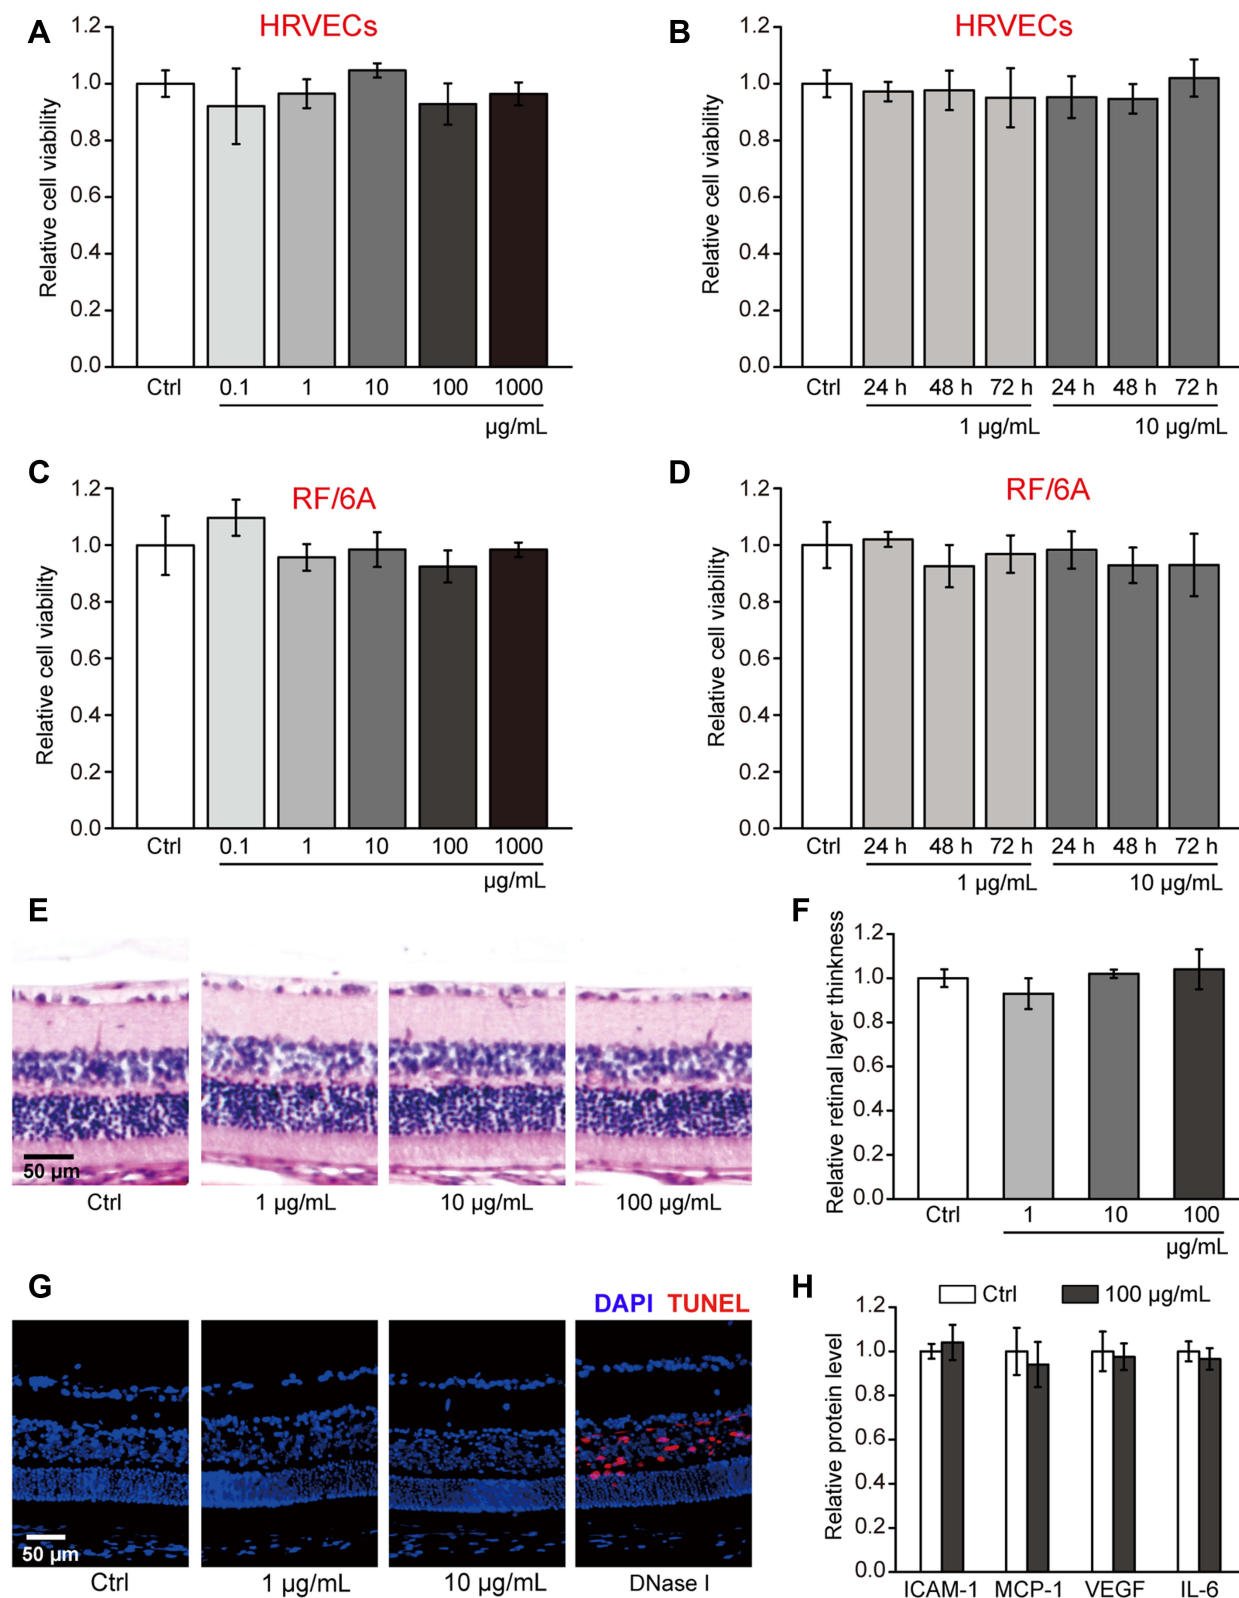 A
HRVECs
Relative cell viability
1.2
1.0
0.8
0.6
0.4
0.2
0.0
Ctrl 0.1 1 10 100 1000
µg/mL
B
HRVECs
Relative cell viability
1.2
1.0
0.8
0.6
0.4
0.2
0.0
Ctrl 24 h 48 h 72 h 24 h 48 h 72 h
1 µg/mL 10 µg/mL
C
RF/6A
Relative cell viability
1.2
1.0
0.8
0.6
0.4
0.2
0.0
Ctrl 0.1 1 10 100 1000
µg/mL
D
RF/6A
Relative cell viability
1.2
1.0
0.8
0.6
0.4
0.2
0.0
Ctrl 24 h 48 h 72 h 24 h 48 h 72 h
1 µg/mL 10 µg/mL
E
50 µm
Ctrl 1 µg/mL 10 µg/mL 100 µg/mL
F
Relative retinal layer thinkness
1.2
1.0
0.8
0.6
0.4
0.2
0.0
Ctrl 1 10 100
µg/mL
G
DAPI TUNEL
50 µm
Ctrl 1 µg/mL 10 µg/mL DNase I
H
Ctrl 100 µg/mL
Relative protein level
1.2
1.0
0.8
0.6
0.4
0.2
0.0
ICAM-1 MCP-1 VEGF IL-6